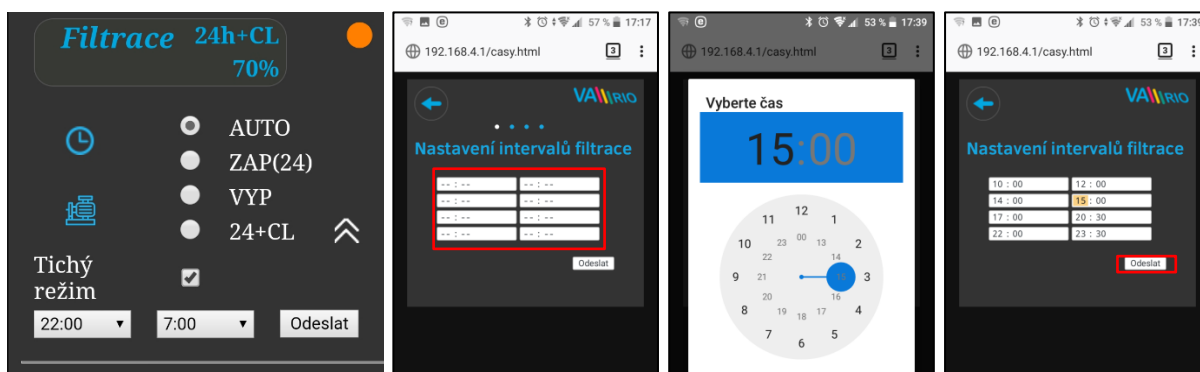 Filtrace 24h+CL
70%
AUTO
ZAP(24)
VYP
24+CL
Tichý
režim
22:00 7:00 Odeslat
57 % 17:17
192.168.4.1/casy.html 3
VA RIO
Nastavení intervalů filtrace
-- : -- -- : --
-- : -- -- : --
-- : -- -- : --
-- : -- -- : --
Odeslat
53 % 17:39
192.168.4.1/casy.html 3
Vyberte čas
15:00
12
11 1
00
23 13
10 2
22 14
9 21 15 3
20 16
8 4
19 17
18
7 5
6
53 % 17:39
192.168.4.1/casy.html 3
VA RIO
Nastavení intervalů filtrace
10 : 00 12 : 00
14 : 00 15 : 00
17 : 00 20 : 30
22 : 00 23 : 30
Odeslat